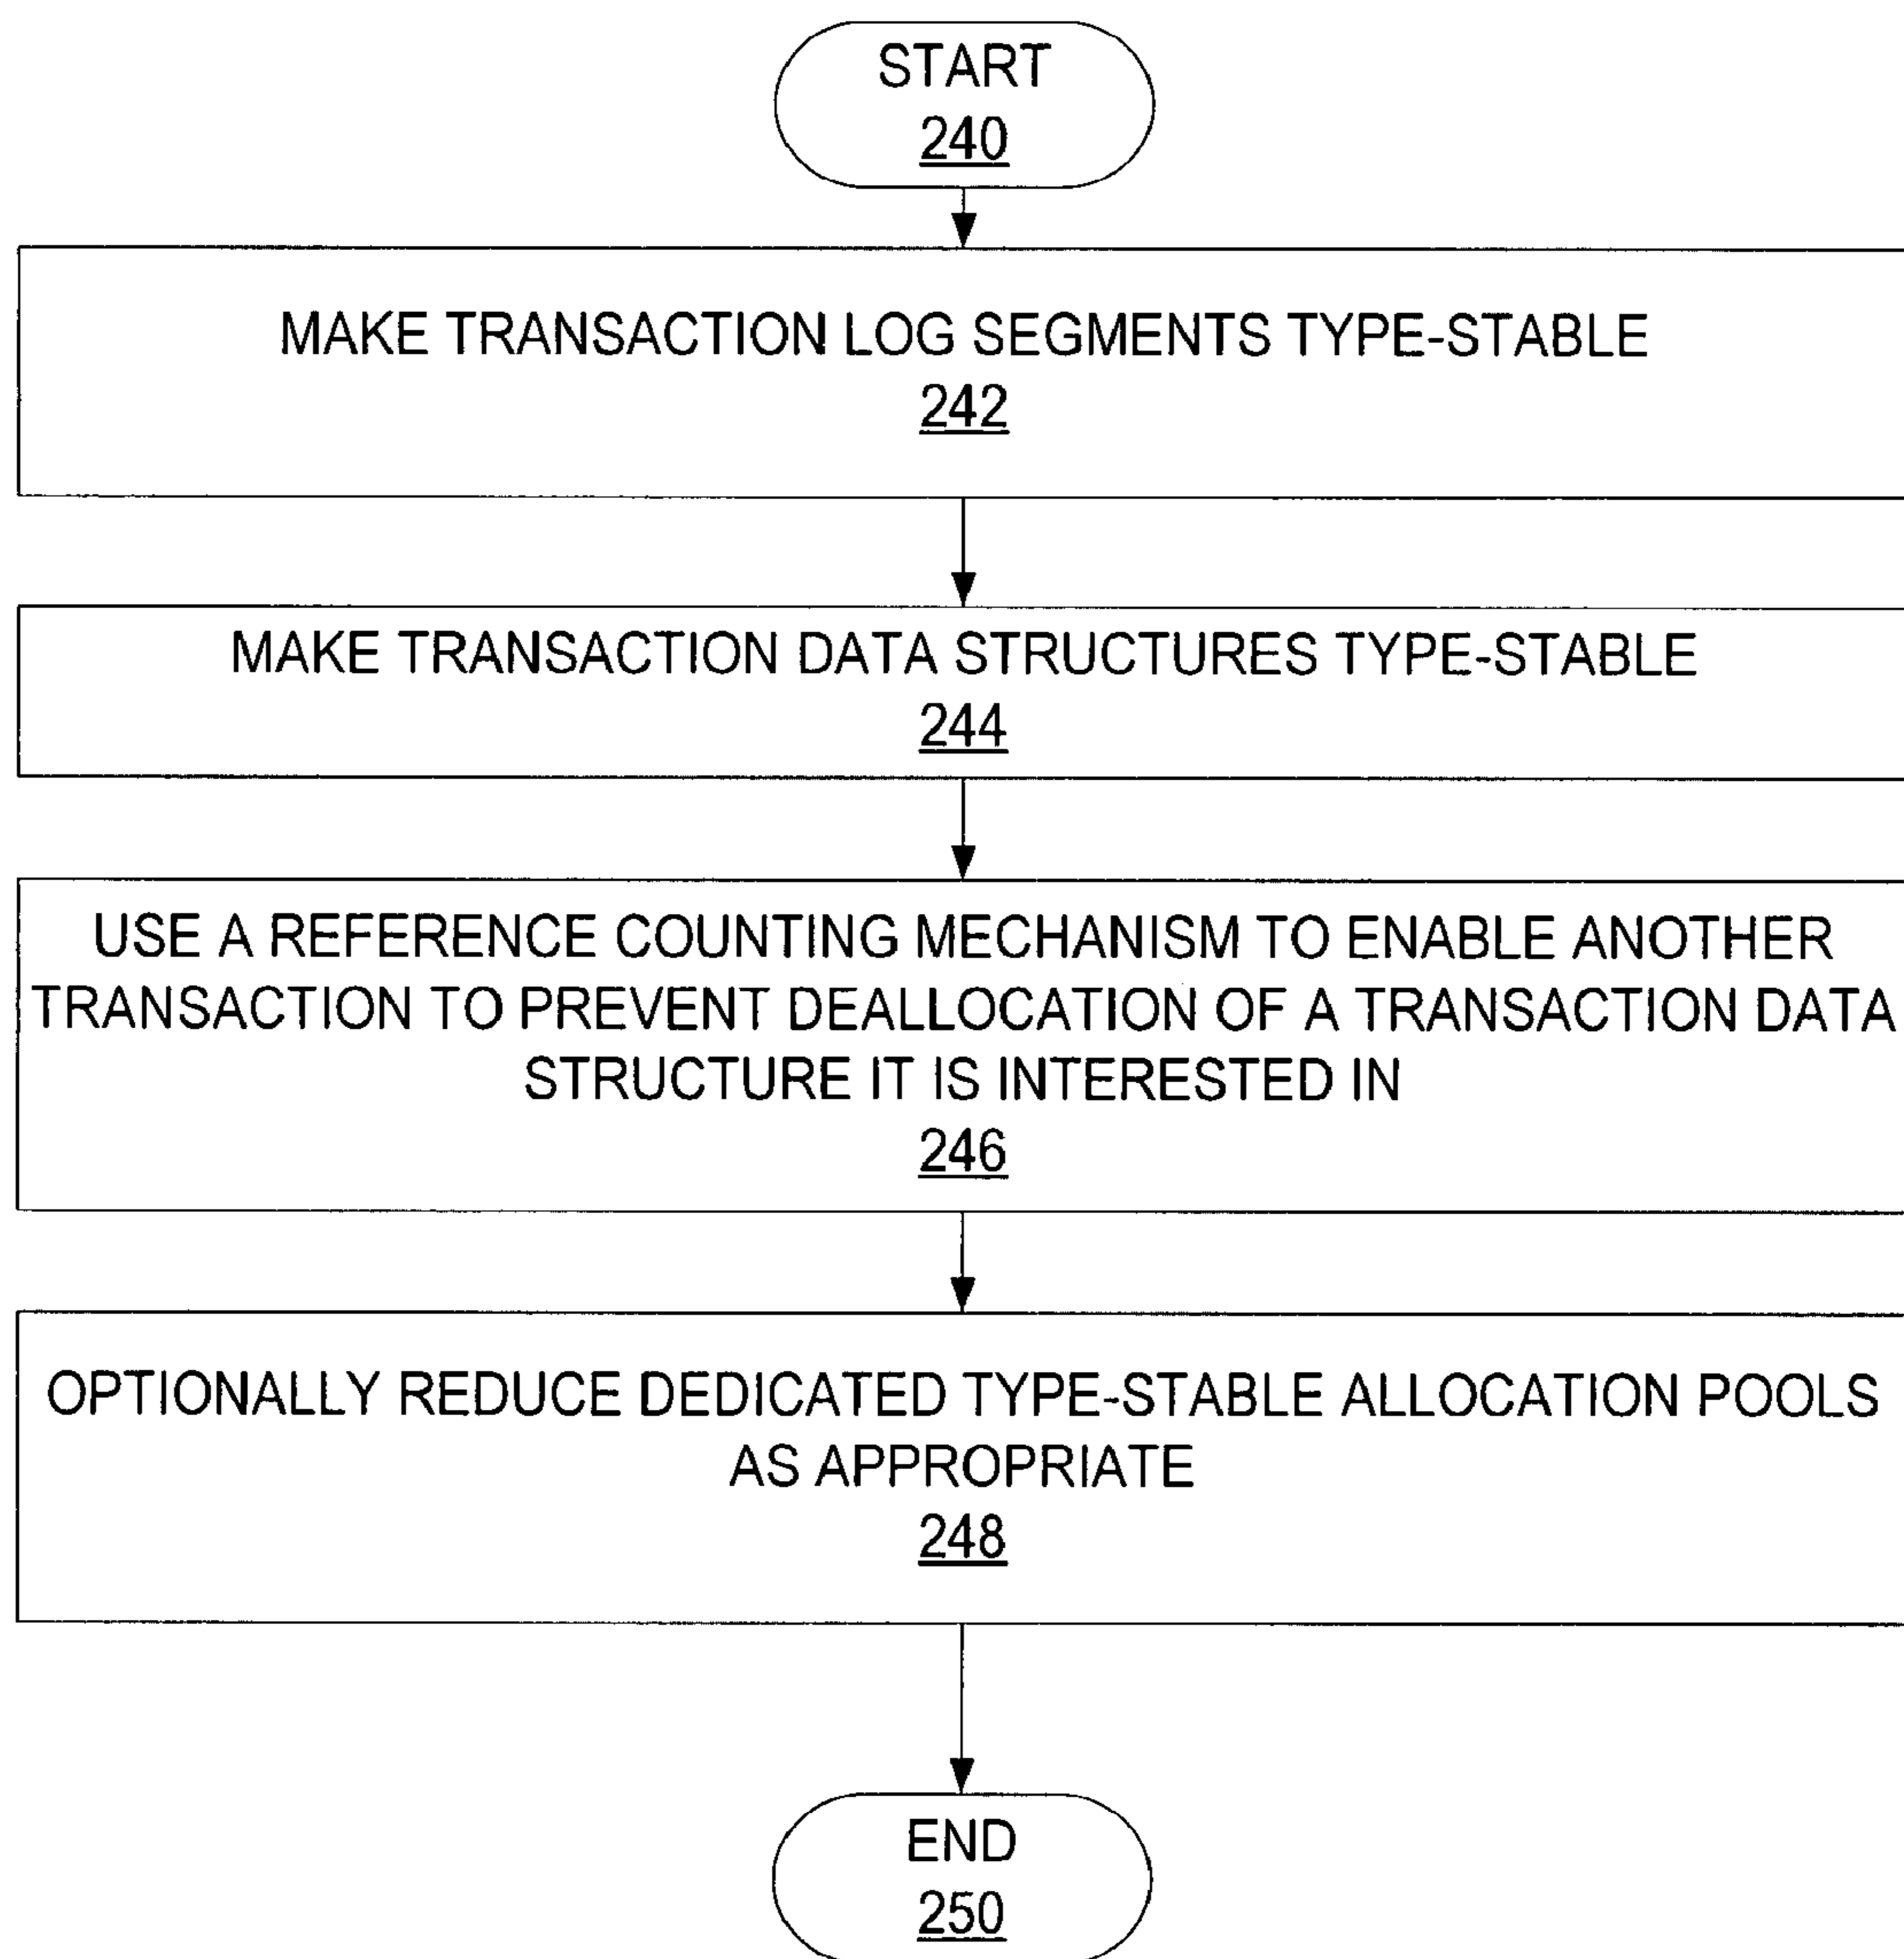 START
240
MAKE TRANSACTION LOG SEGMENTS TYPE-STABLE
242
MAKE TRANSACTION DATA STRUCTURES TYPE-STABLE
244
USE A REFERENCE COUNTING MECHANISM TO ENABLE ANOTHER
TRANSACTION TO PREVENT DEALLOCATION OF A TRANSACTION DATA
STRUCTURE IT IS INTERESTED IN
246
OPTIONALLY REDUCE DEDICATED TYPE-STABLE ALLOCATION POOLS
AS APPROPRIATE
248
END
250